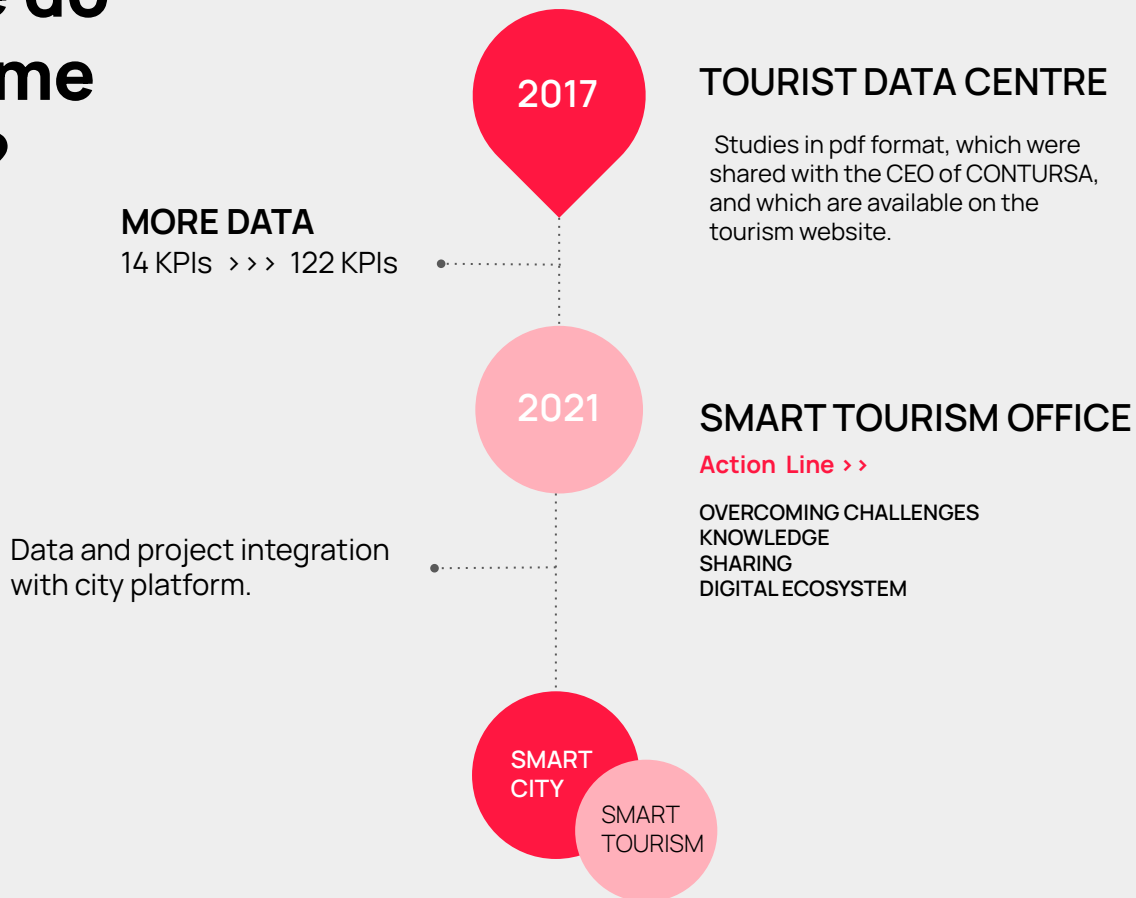 do
me
?
2017
TOURIST DATA CENTRE
Studies in pdf format, which were
shared with the CEO of CONTURSA,
and which are available on the
tourism website.
MORE DATA
14 KPIs >>> 122 KPIs
2021
SMART TOURISM OFFICE
Action Line >>
OVERCOMING CHALLENGES
KNOWLEDGE
SHARING
DIGITAL ECOSYSTEM
Data and project integration
with city platform.
SMART
CITY
SMART
TOURISM